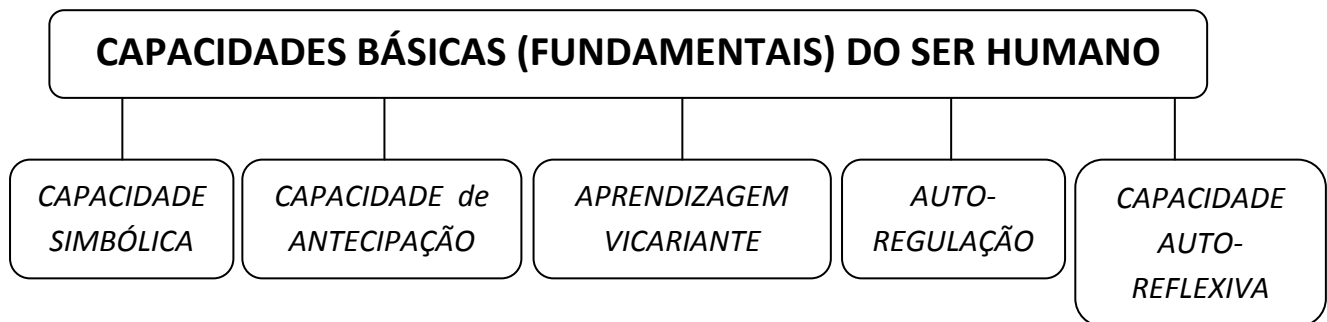 CAPACIDADES BÁSICAS (FUNDAMENTAIS) DO SER HUMANO
CAPACIDADE
SIMBÓLICA
CAPACIDADE de
ANTECIPAÇÃO
APRENDIZAGEM
VICARIANTE
AUTO-
REGULAÇÃO
CAPACIDADE
AUTO-
REFLEXIVA